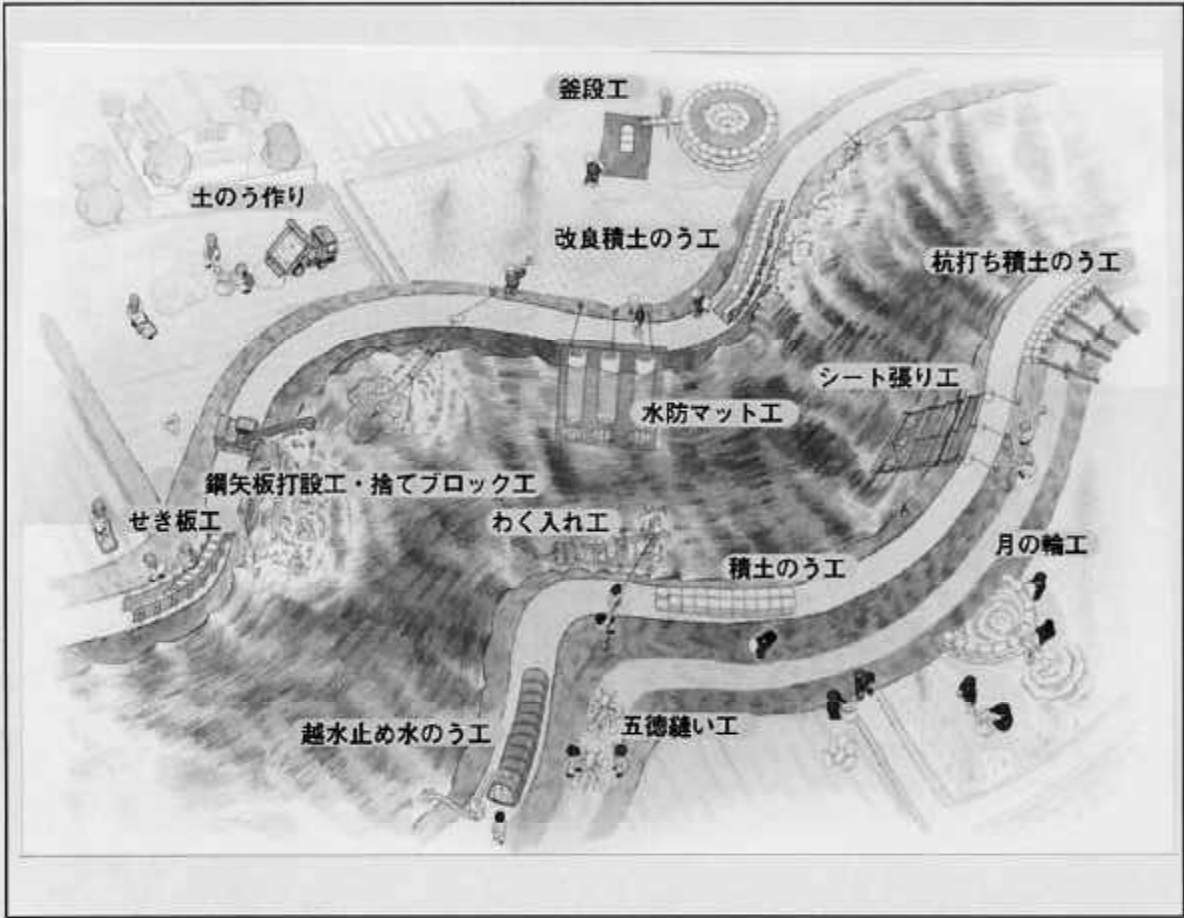 釜段工
土のう作り
改良積土のう工
杭打ち積土のう工
シート張り工
水防マット工
鋼矢板打設工・捨てブロック工
せき板工
わく入れ工
月の輪工
積土のう工
越水止め水のう工
五徳縫い工